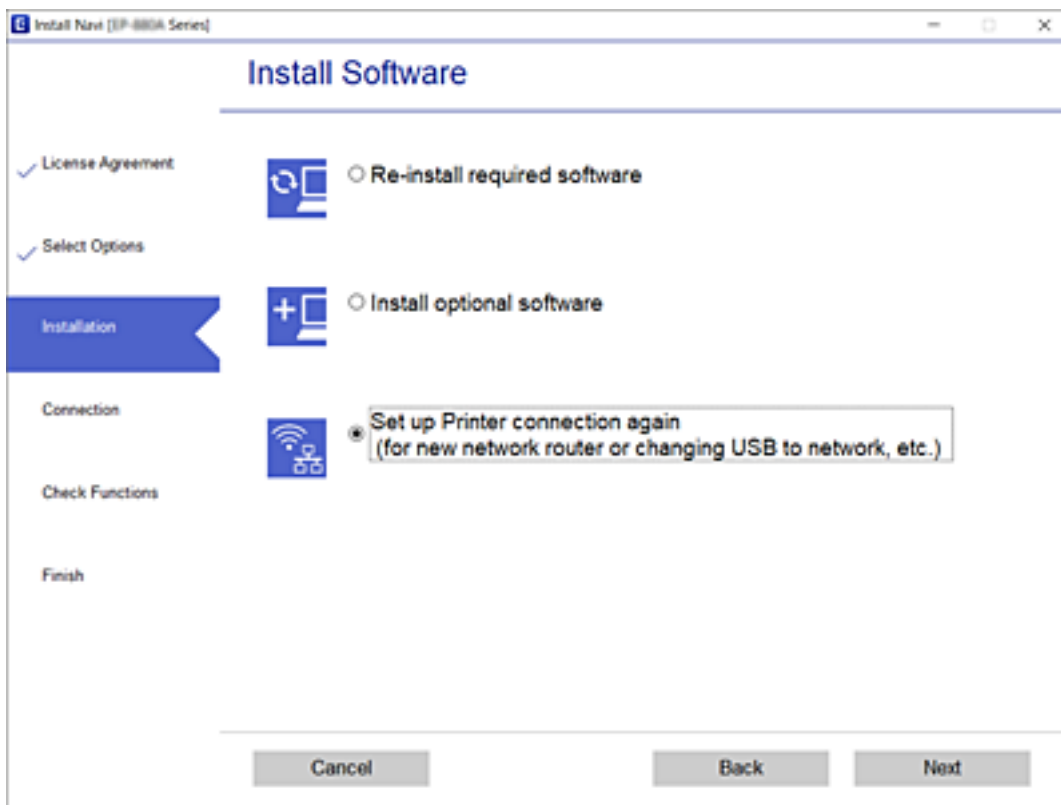 Install Navi [EP-880A Series]
Install Software
License Agreement
Select Options
Installation
Connection
Check Functions
Finish
Re-install required software
Install optional software
Set up Printer connection again
(for new network router or changing USB to network, etc.)
Cancel
Back
Next